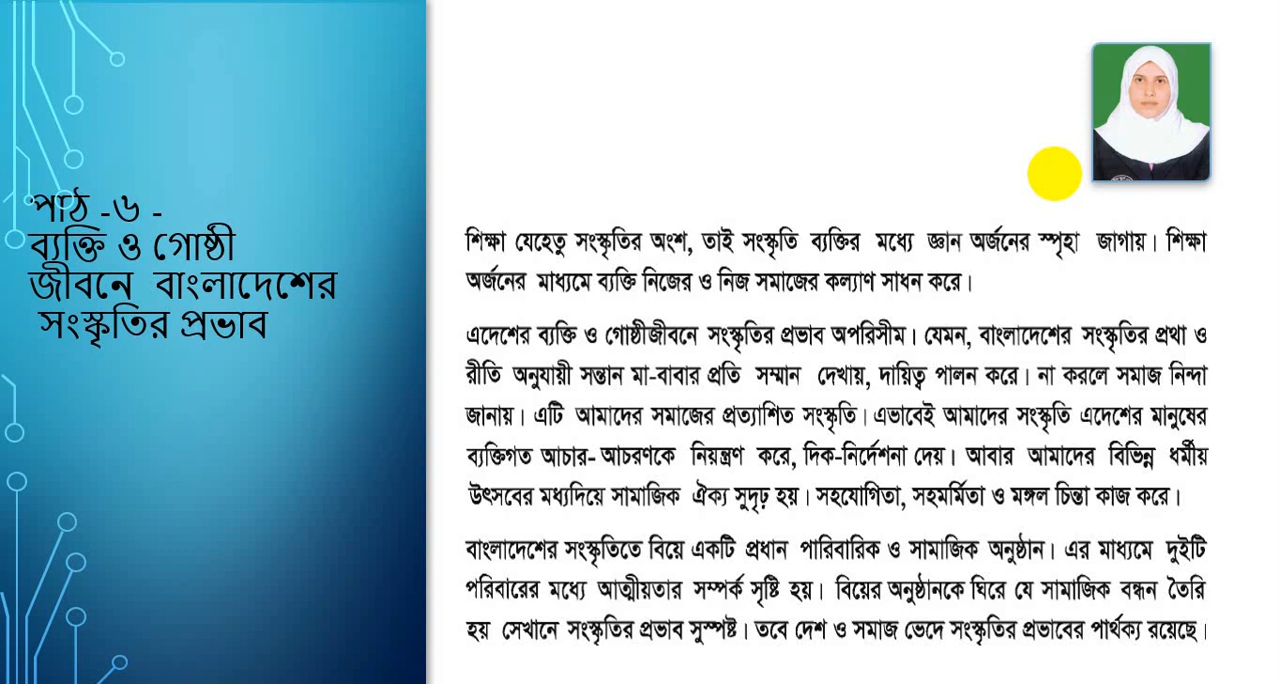 পাঠ -৬ -
ব্যক্তি ও গোষ্ঠী
জীবনে বাংলাদেশের
সংস্কৃতির প্রভাব
শিক্ষা যেহেতু সংস্কৃতির অংশ, তাই সংস্কৃতি ব্যক্তির মধ্যে জ্ঞান অর্জনের স্পৃহা জাগায়। শিক্ষা
অর্জনের মাধ্যমে ব্যক্তি নিজের ও নিজ সমাজের কল্যাণ সাধন করে।
এদেশের ব্যক্তি ও গোষ্ঠীজীবনে সংস্কৃতির প্রভাব অপরিসীম। যেমন, বাংলাদেশের সংস্কৃতির প্রথা ও
রীতি অনুযায়ী সন্তান মা-বাবার প্রতি সম্মান দেখায়, দায়িত্ব পালন করে। না করলে সমাজ নিন্দা
জানায়। এটি আমাদের সমাজের প্রত্যাশিত সংস্কৃতি। এভাবেই আমাদের সংস্কৃতি এদেশের মানুষের
ব্যক্তিগত আচার- আচরণকে নিয়ন্ত্রণ করে, দিক-নির্দেশনা দেয়। আবার আমাদের বিভিন্ন ধর্মীয়
উৎসবের মধ্যদিয়ে সামাজিক ঐক্য সুদৃঢ় হয়। সহযোগিতা, সহমর্মিতা ও মঙ্গল চিন্তা কাজ করে।
বাংলাদেশের সংস্কৃতিতে বিয়ে একটি প্রধান পারিবারিক ও সামাজিক অনুষ্ঠান। এর মাধ্যমে দুইটি
পরিবারের মধ্যে আত্মীয়তার সম্পর্ক সৃষ্টি হয়। বিয়ের অনুষ্ঠানকে ঘিরে যে সামাজিক বন্ধন তৈরি
হয় সেখানে সংস্কৃতির প্রভাব সুস্পষ্ট। তবে দেশ ও সমাজ ভেদে সংস্কৃতির প্রভাবের পার্থক্য রয়েছে।